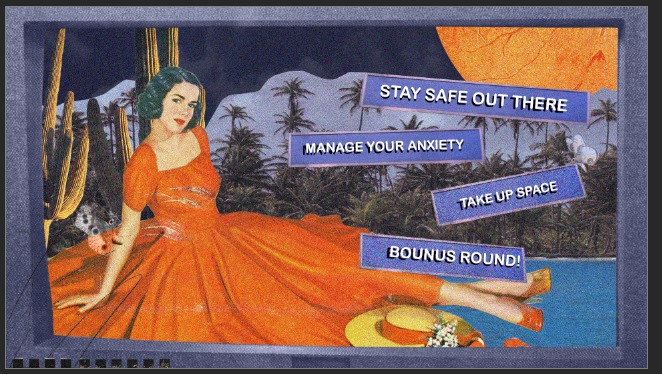 STAY SAFE OUT THERE
MANAGE YOUR ANXIETY
TAKE UP SPACE
BOUNUS ROUND!